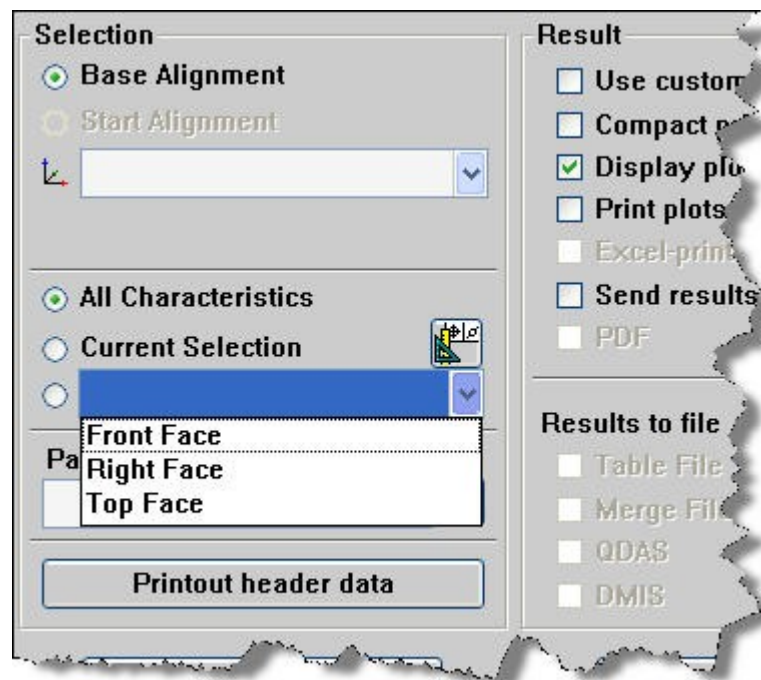 Selection
Base Alignment
Start Alignment
All Characteristics
Current Selection
Front Face
Right Face
Top Face
Printout header data
Result
Use custom
Compact
Display
Print plots
Excel-print
Send results
PDF
Results to file
Table File
Merge File
QDAS
DMIS